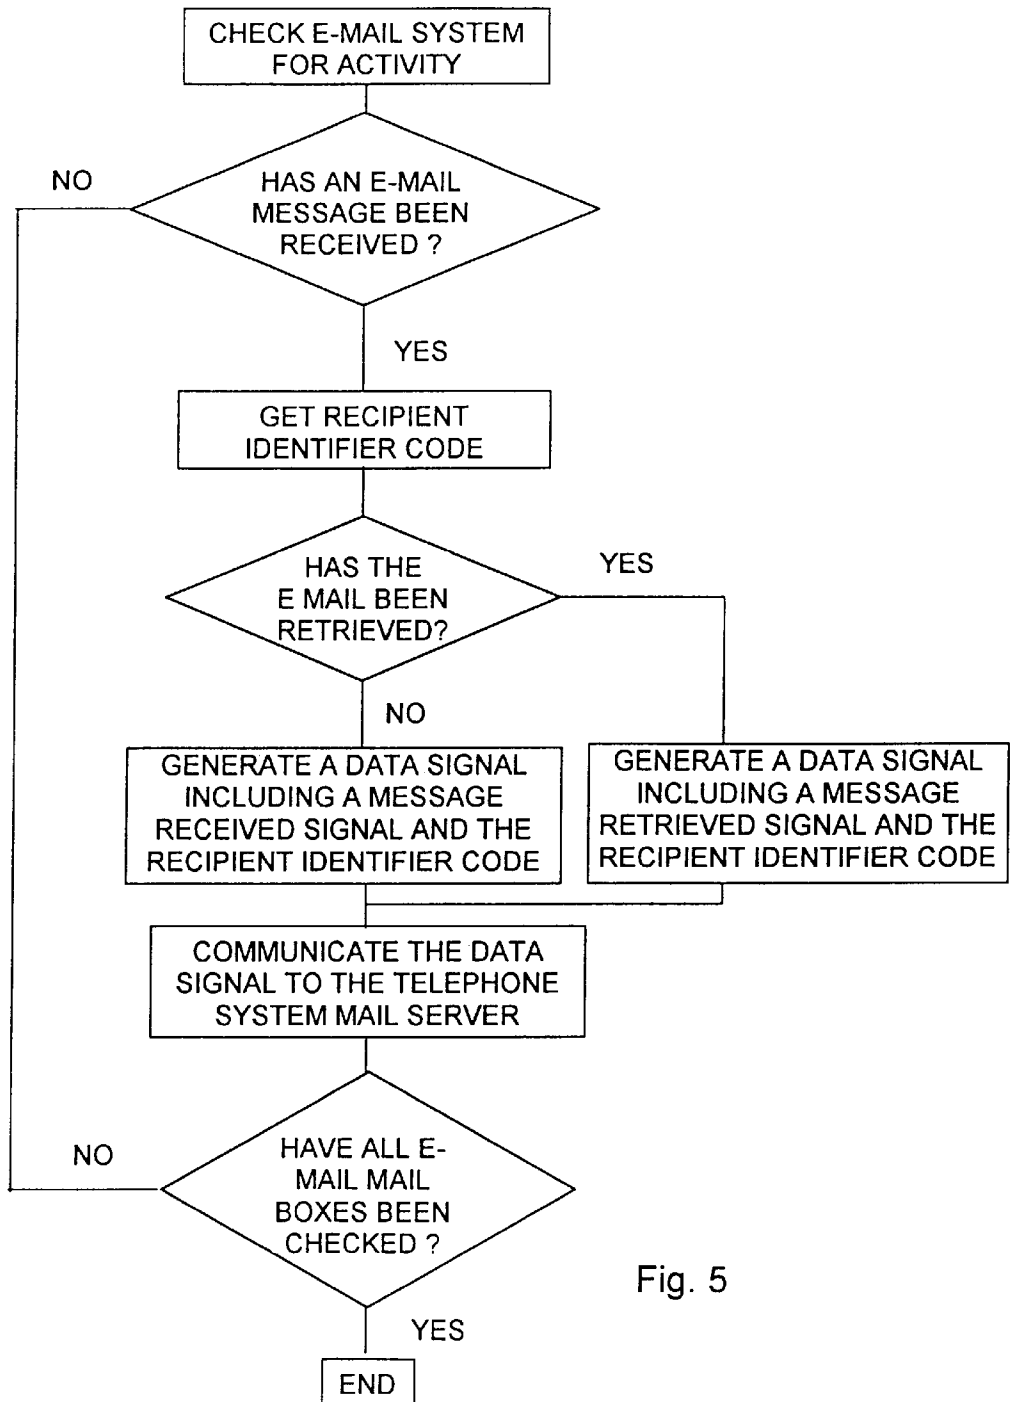 CHECK E-MAIL SYSTEM
FOR ACTIVITY
NO
HAS AN E-MAIL
MESSAGE BEEN
RECEIVED ?
YES
GET RECIPIENT
IDENTIFIER CODE
HAS THE
E MAIL BEEN
RETRIEVED?
YES
NO
GENERATE A DATA SIGNAL
INCLUDING A MESSAGE
RECEIVED SIGNAL AND THE
RECIPIENT IDENTIFIER CODE
GENERATE A DATA SIGNAL
INCLUDING A MESSAGE
RETRIEVED SIGNAL AND THE
RECIPIENT IDENTIFIER CODE
COMMUNICATE THE DATA
SIGNAL TO THE TELEPHONE
SYSTEM MAIL SERVER
NO
HAVE ALL E-
MAIL MAIL
BOXES BEEN
CHECKED ?
Fig. 5
YES
END